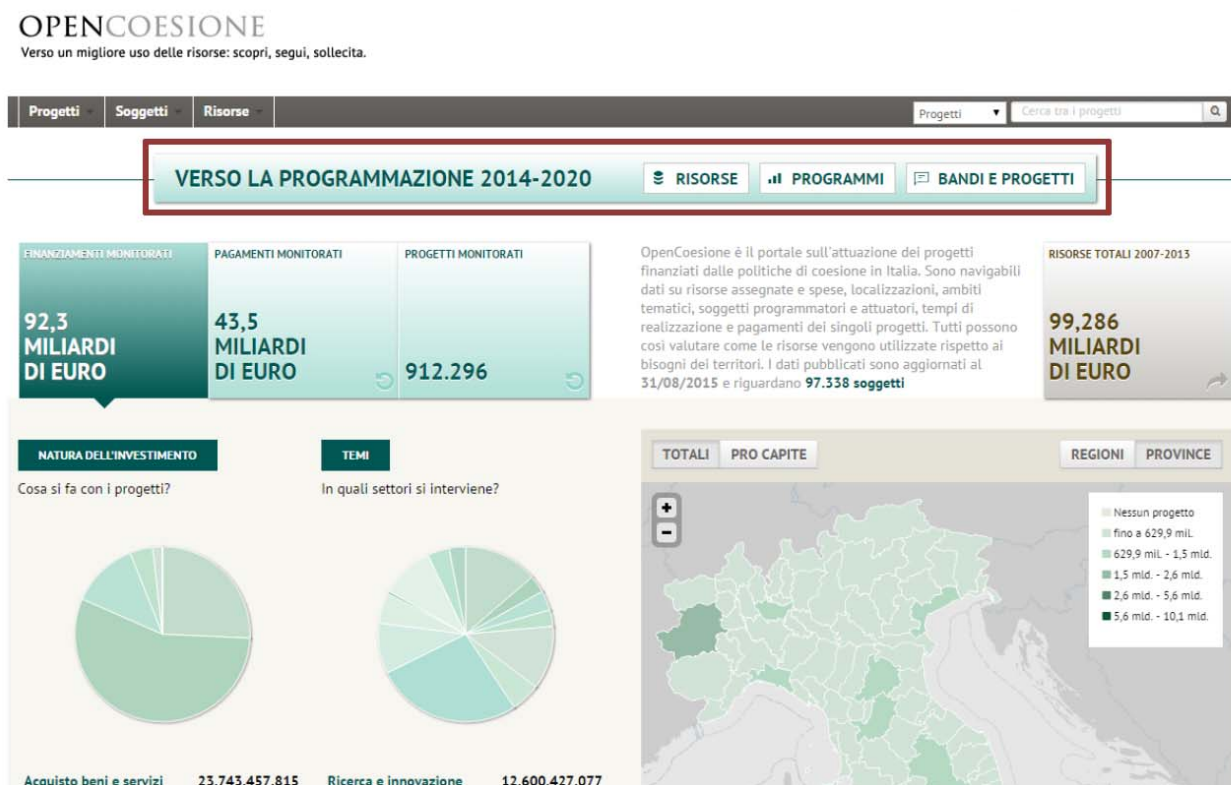 OPENCOESIONE
Verso un migliore uso delle risorse: scopri, segui, sollecita.
Progetti
Soggetti
Risorse
Progetti
Cerca tra i progetti
VERSO LA PROGRAMMAZIONE 2014-2020
RISORSE
PROGRAMMI
BANDI E PROGETTI
FINANZIAMENTI MONITORATI
92,3
MILIARDI
DI EURO
PAGAMENTI MONITORATI
43,5
MILIARDI
DI EURO
PROGETTI MONITORATI
912.296
OpenCoesione è il portale sull'attuazione dei progetti
finanziati dalle politiche di coesione in Italia. Sono navigabili
dati su risorse assegnate e spese, localizzazioni, ambiti
tematici, soggetti programmatori e attuatori, tempi di
realizzazione e pagamenti dei singoli progetti. Tutti possono
così valutare come le risorse vengono utilizzate rispetto ai
bisogni dei territori. I dati pubblicati sono aggiornati al
31/08/2015 e riguardano 97.338 soggetti
RISORSE TOTALI 2007-2013
99,286
MILIARDI
DI EURO
NATURA DELL'INVESTIMENTO
Cosa si fa con i progetti?
TEMI
In quali settori si interviene?
Acquisto beni e servizi 23.743.457.815
Ricerca e innovazione 12.600.427.077
TOTALI
PRO CAPITE
REGIONI
PROVINCE
+
−
Nessun progetto
fino a 629,9 mil.
629,9 mil. - 1,5 mld.
1,5 mld. - 2,6 mld.
2,6 mld. - 5,6 mld.
5,6 mld. - 10,1 mld.